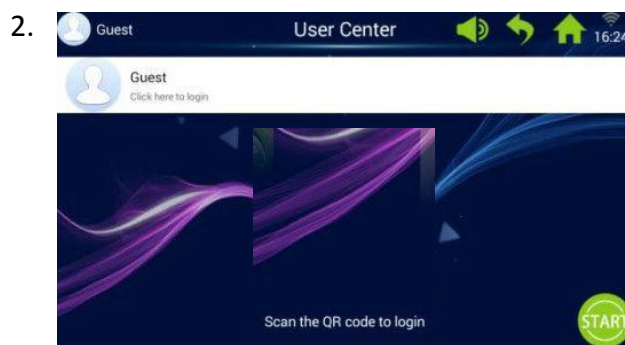 2.
Guest
User Center
16:24
Guest
Click here to login
Scan the QR code to login
START